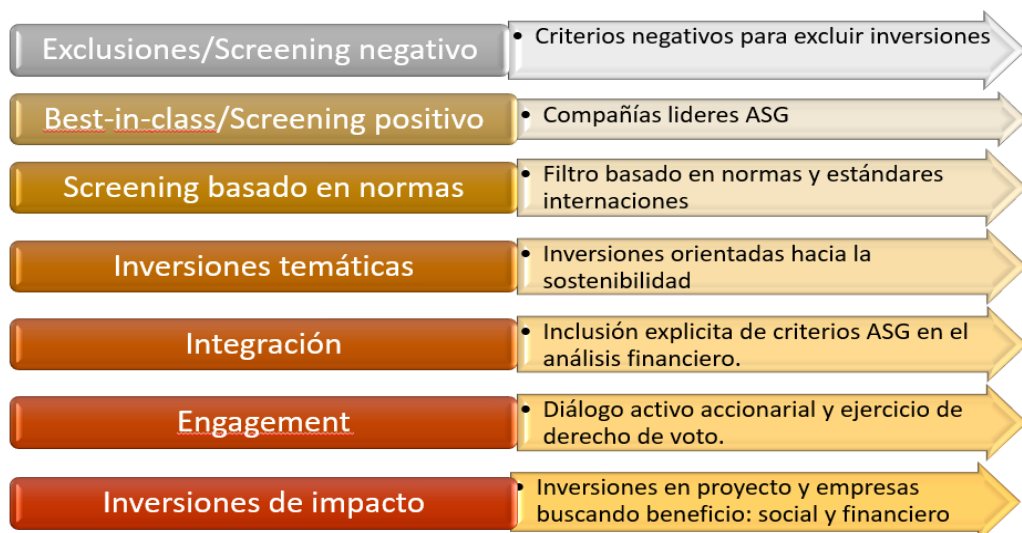 Exclusiones/Screening negativo
• Criterios negativos para excluir inversiones
Best-in-class/Screening positivo
• Compañías lideres ASG
Screening basado en normas
• Filtro basado en normas y estándares
internaciones
Inversiones temáticas
• Inversiones orientadas hacia la
sostenibilidad
Integración
• Inclusión explicita de criterios ASG en el
análisis financiero.
Engagement
• Diálogo activo accionarial y ejercicio de
derecho de voto.
Inversiones de impacto
• Inversiones en proyecto y empresas
buscando beneficio: social y financiero